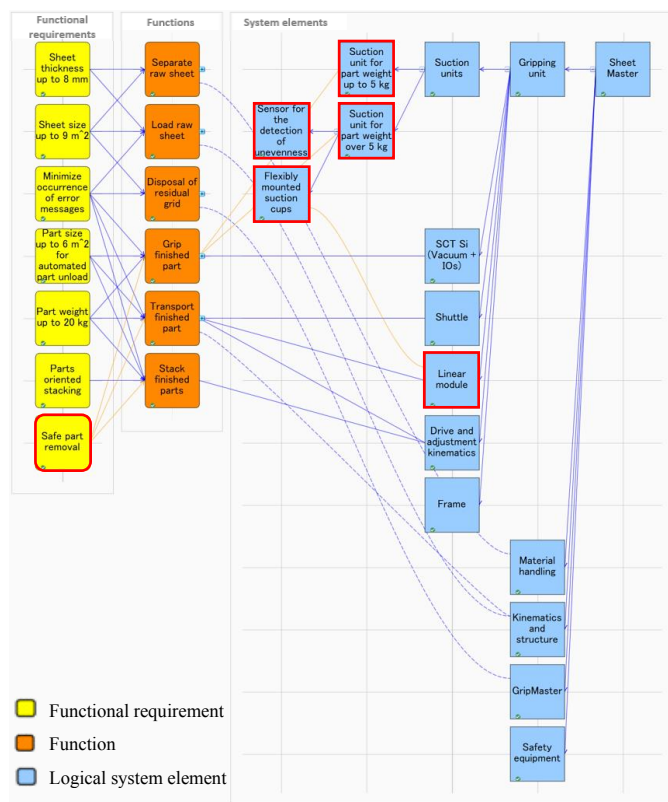 Functional
requirements
Functions
System elements
Sheet
thickness
up to 8 mm
Separate
raw sheet
Suction
unit for
part weight
up to 5 kg
Suction
units
Gripping
unit
Sheet
Master
Sheet size
up to 9 m^2
Load raw
sheet
Sensor for
the
detection
of
unevenness
Suction
unit for
part weight
over 5 kg
Minimize
occurrence
of error
messages
Disposal of
residual
grid
Flexibly
mounted
suction
cups
Part size
up to 6 m^2
for
automated
part unload
Grip
finished
part
SCT Si
(Vacuum +
IOs)
Part weight
up to 20 kg
Transport
finished
part
Shuttle
Parts
oriented
stacking
Stack
finished
parts
Linear
module
Safe part
removal
Drive and
adjustment
kinematics
Frame
Material
handling
Kinematics
and
structure
GripMaster
Safety
equipment
Functional requirement
Function
Logical system element